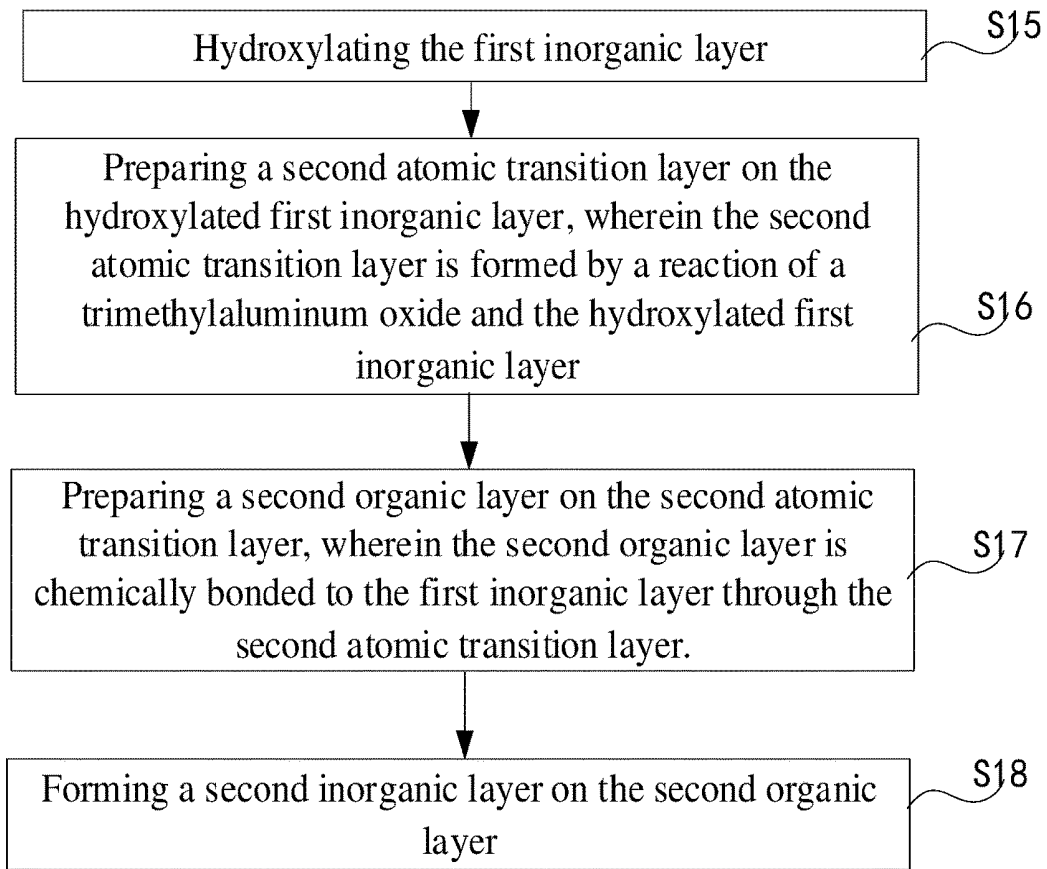 Hydroxylating the first inorganic layer
S15
Preparing a second atomic transition layer on the
hydroxylated first inorganic layer, wherein the second
atomic transition layer is formed by a reaction of a
trimethylaluminum oxide and the hydroxylated first
inorganic layer
S16
Preparing a second organic layer on the second atomic
transition layer, wherein the second organic layer is
chemically bonded to the first inorganic layer through the
second atomic transition layer.
S17
Forming a second inorganic layer on the second organic
layer
S18